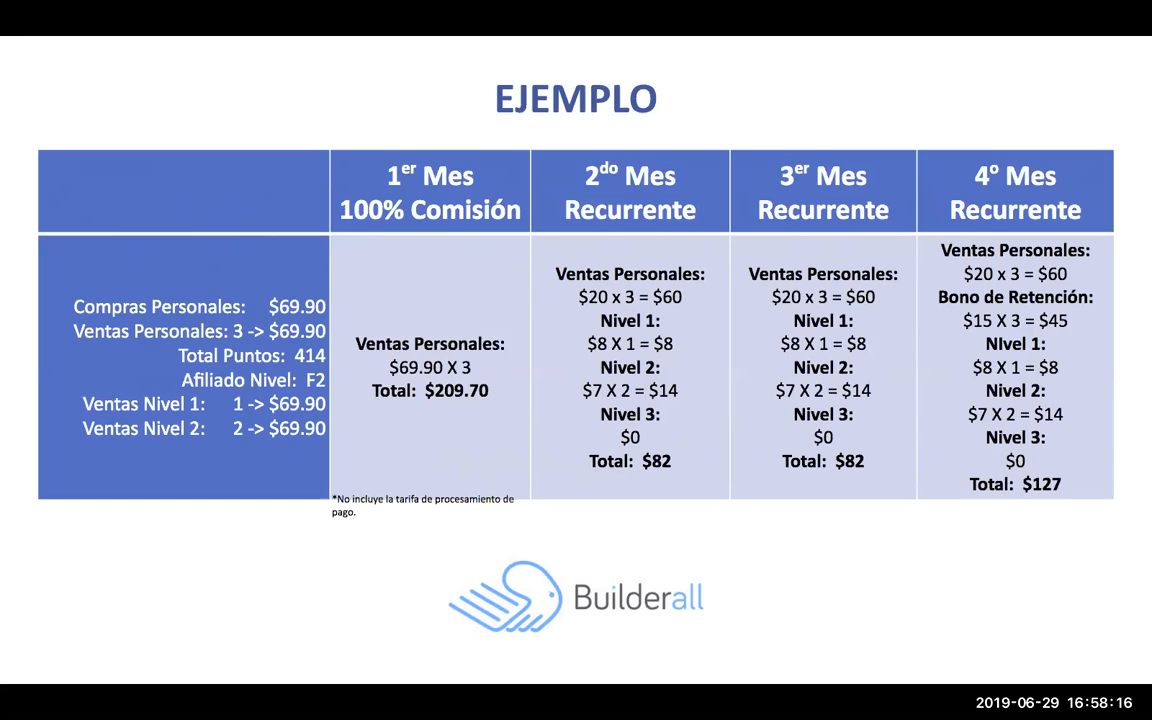 EJEMPLO
1er Mes
100% Comisión
2do Mes
Recurrente
3er Mes
Recurrente
4º Mes
Recurrente
Compras Personales: $69.90
Ventas Personales: 3 -> $69.90
Total Puntos: 414
Afiliado Nivel: F2
Ventas Nivel 1: 1 -> $69.90
Ventas Nivel 2: 2 -> $69.90
Ventas Personales:
$69.90 X 3
Total: $209.70
*No incluye la tarifa de procesamiento de
pago.
Ventas Personales:
$20 x 3 = $60
Nivel 1:
$8 X 1 = $8
Nivel 2:
$7 X 2 = $14
Nivel 3:
$0
Total: $82
Ventas Personales:
$20 x 3 = $60
Nivel 1:
$8 X 1 = $8
Nivel 2:
$7 X 2 = $14
Nivel 3:
$0
Total: $82
Ventas Personales:
$20 x 3 = $60
Bono de Retención:
$15 X 3 = $45
NIvel 1:
$8 X 1 = $8
Nivel 2:
$7 X 2 = $14
Nivel 3:
$0
Total: $127
Builderall
2019-06-29 16:58:16